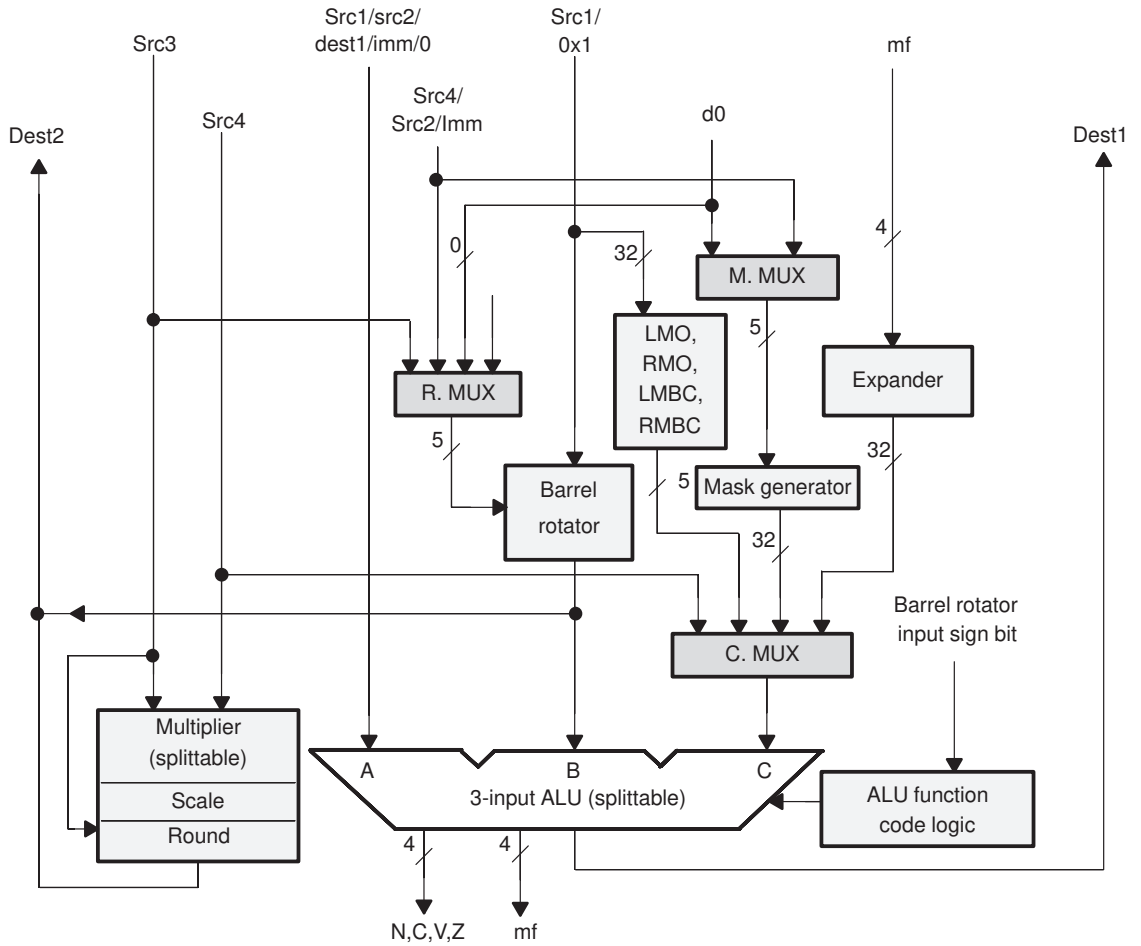 Src1/src2/
dest1/imm/0
Src1/
0x1
Src3
mf
Src4/
Src2/Imm
d0
Src4
Dest2
Dest1
4
0
32
M. MUX
5
LMO,
RMO,
LMBC,
RMBC
Expander
R. MUX
5
32
5
Barrel
rotator
Mask generator
32
Barrel rotator
input sign bit
C. MUX
Multiplier
(splittable)
Scale
Round
A
B
C
3-input ALU (splittable)
ALU function
code logic
4
4
N,C,V,Z
mf